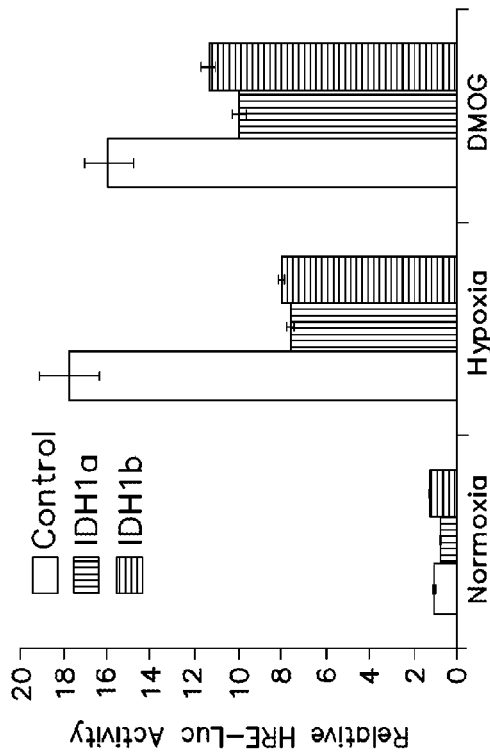 Relative HRE-Luc Activity
20
18
16
14
12
10
8
6
4
2
0
Control
IDH1a
IDH1b
Normoxia
Hypoxia
DMOG